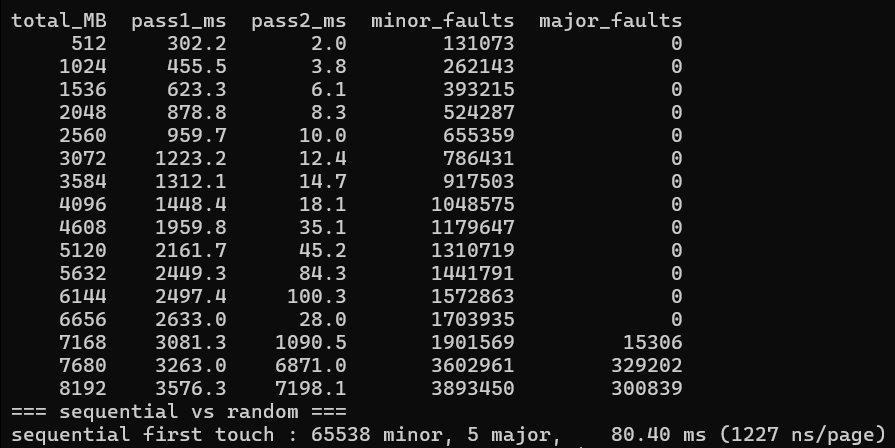 total_MB pass1_ms pass2_ms minor_faults major_faults
512 302.2 2.0 131073 0
1024 455.5 3.8 262143 0
1536 623.3 6.1 393215 0
2048 878.8 8.3 524287 0
2560 959.7 10.0 655359 0
3072 1223.2 12.4 786431 0
3584 1312.1 14.7 917503 0
4096 1448.4 18.1 1048575 0
4608 1959.8 35.1 1179647 0
5120 2161.7 45.2 1310719 0
5632 2449.3 84.3 1441791 0
6144 2497.4 100.3 1572863 0
6656 2633.0 28.0 1703935 0
7168 3081.3 1090.5 1901569 15306
7680 3263.0 6871.0 3602961 329202
8192 3576.3 7198.1 3893450 300839
=== sequential vs random ===
sequential first touch : 65538 minor, 5 major, 80.40 ms (1227 ns/page)